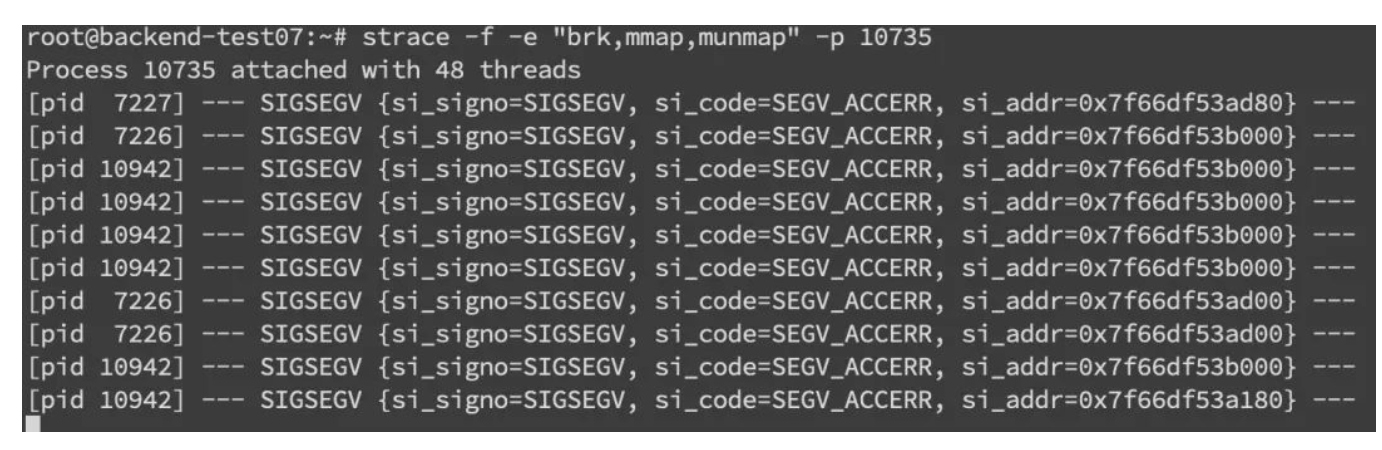 root@backend-test07:~# strace -f -e "brk,mmap,munmap" -p 10735
Process 10735 attached with 48 threads
[pid  7227] --- SIGSEGV {si_signo=SIGSEGV, si_code=SEGV_ACCERR, si_addr=0x7f66df53ad80} ---
[pid  7226] --- SIGSEGV {si_signo=SIGSEGV, si_code=SEGV_ACCERR, si_addr=0x7f66df53b000} ---
[pid 10942] --- SIGSEGV {si_signo=SIGSEGV, si_code=SEGV_ACCERR, si_addr=0x7f66df53b000} ---
[pid 10942] --- SIGSEGV {si_signo=SIGSEGV, si_code=SEGV_ACCERR, si_addr=0x7f66df53b000} ---
[pid 10942] --- SIGSEGV {si_signo=SIGSEGV, si_code=SEGV_ACCERR, si_addr=0x7f66df53b000} ---
[pid 10942] --- SIGSEGV {si_signo=SIGSEGV, si_code=SEGV_ACCERR, si_addr=0x7f66df53b000} ---
[pid  7226] --- SIGSEGV {si_signo=SIGSEGV, si_code=SEGV_ACCERR, si_addr=0x7f66df53ad00} ---
[pid  7226] --- SIGSEGV {si_signo=SIGSEGV, si_code=SEGV_ACCERR, si_addr=0x7f66df53ad00} ---
[pid 10942] --- SIGSEGV {si_signo=SIGSEGV, si_code=SEGV_ACCERR, si_addr=0x7f66df53b000} ---
[pid 10942] --- SIGSEGV {si_signo=SIGSEGV, si_code=SEGV_ACCERR, si_addr=0x7f66df53a180} ---